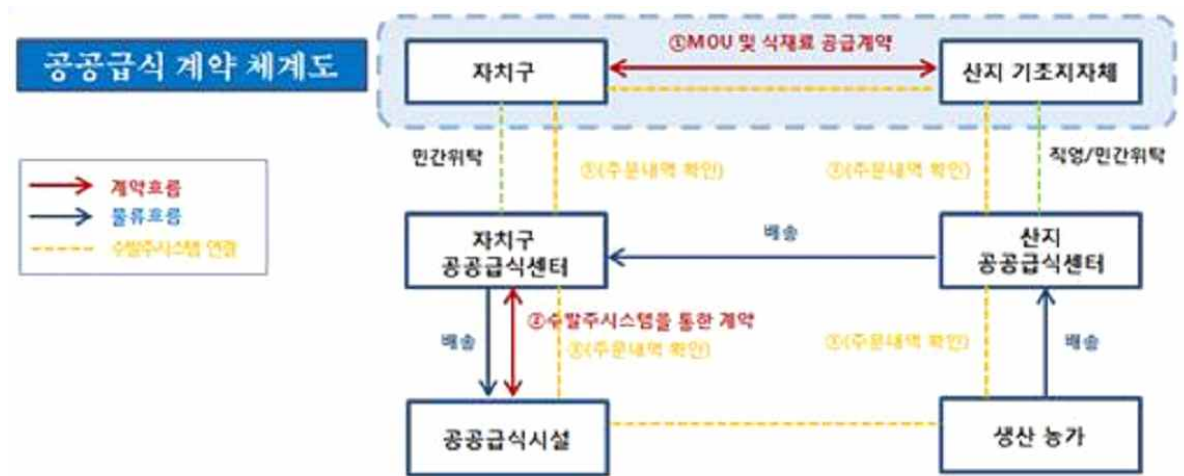 공공급식 계약 체계도
자치구
①MOU 및 식재료 공급계약
산지 기초지자체
계약흐름
물류흐름
수발주시스템 연결
민간위탁
(주문내역 확인)
(주문내역 확인)
직영/민간위탁
자치구
공공급식센터
배송
산지
공공급식센터
배송
②수발주시스템을 통한 계약
(주문내역 확인)
(주문내역 확인)
배송
공공급식시설
생산 농가